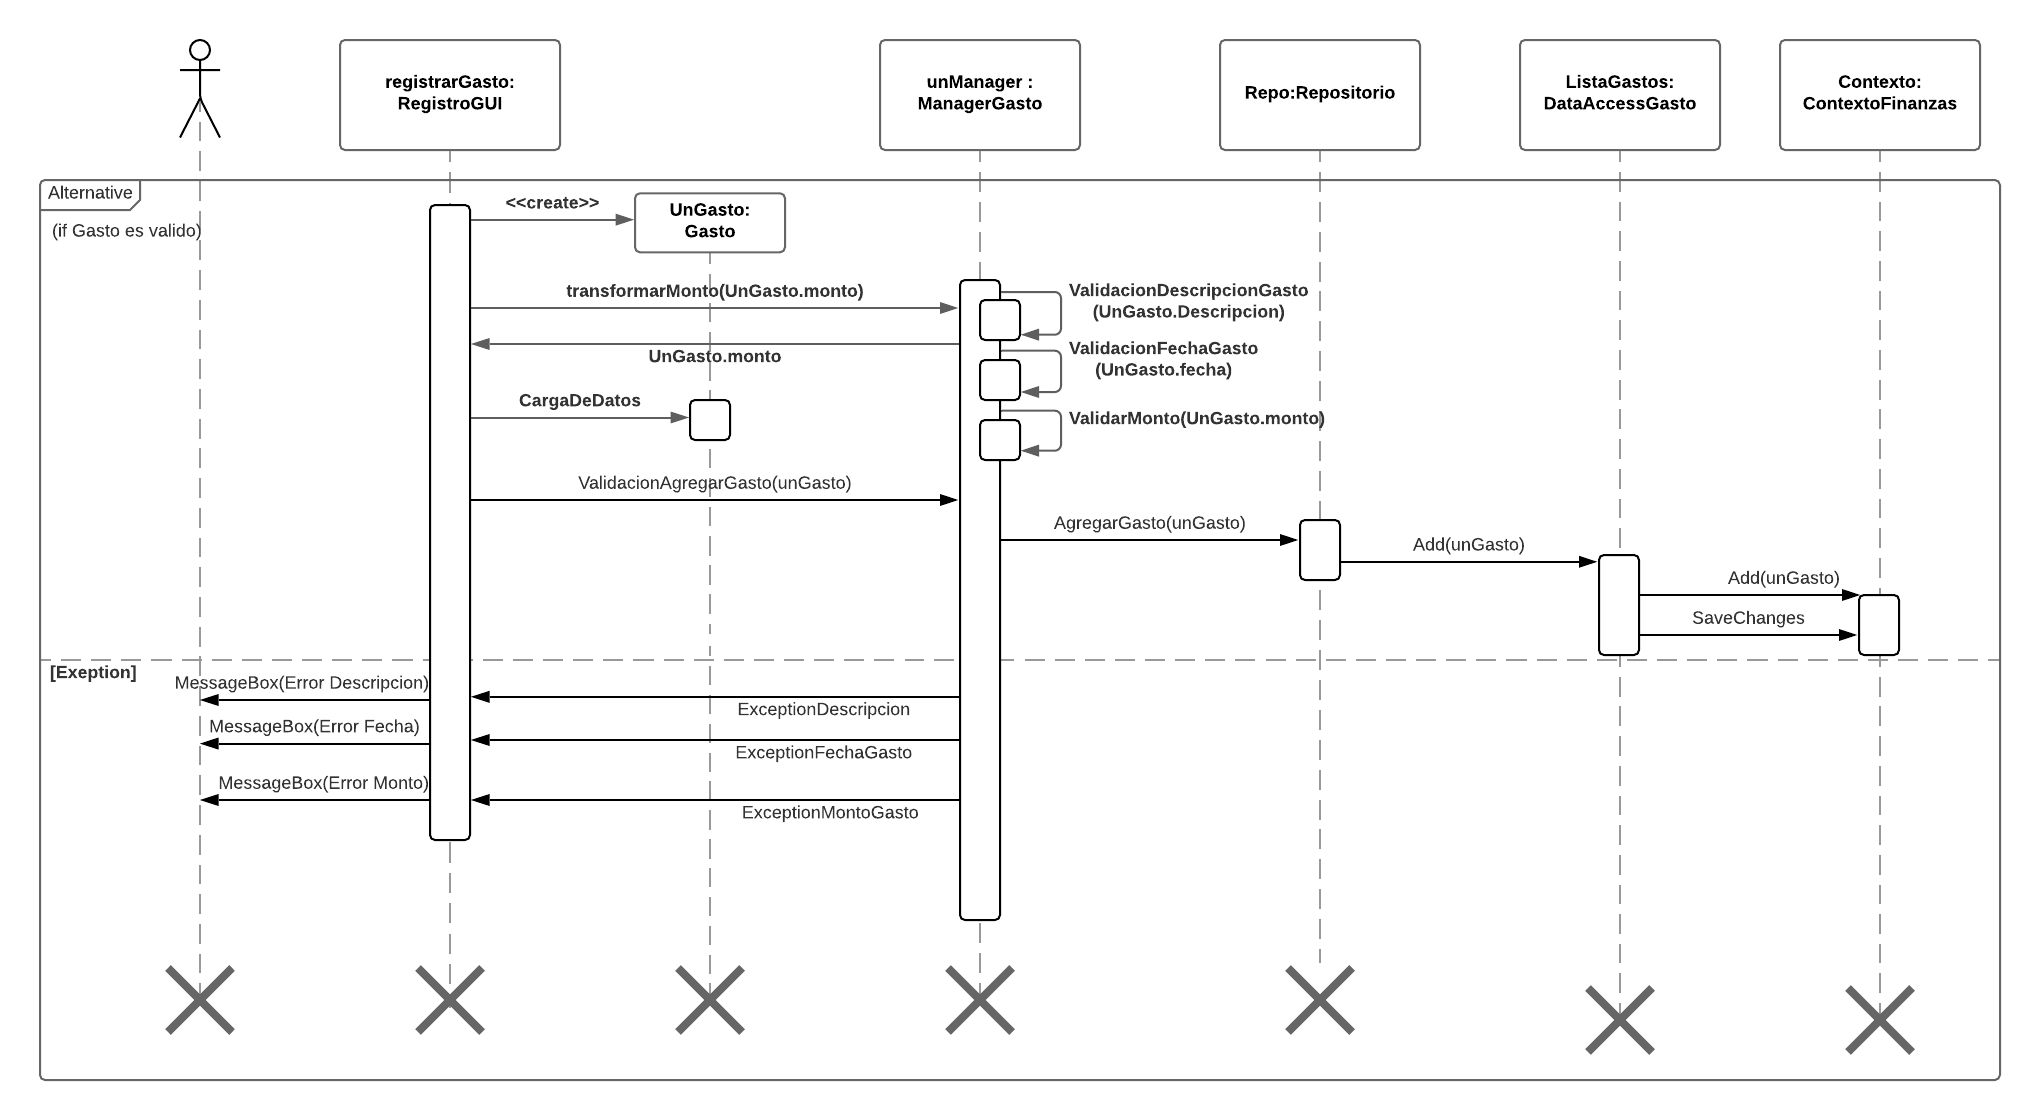 registrarGasto:
RegistroGUI
unManager :
ManagerGasto
Repo:Repositorio
ListaGastos:
DataAccessGasto
Contexto:
ContextoFinanzas
Alternative
(if Gasto es valido)
<<create>>
UnGasto:
Gasto
transformarMonto(UnGasto.monto)
ValidacionDescripcionGasto
(UnGasto.Descripcion)
UnGasto.monto
ValidacionFechaGasto
(UnGasto.fecha)
CargaDeDatos
ValidarMonto(UnGasto.monto)
ValidacionAgregarGasto(unGasto)
AgregarGasto(unGasto)
Add(unGasto)
Add(unGasto)
SaveChanges
[Exeption]
MessageBox(Error Descripcion)
ExceptionDescripcion
MessageBox(Error Fecha)
ExceptionFechaGasto
MessageBox(Error Monto)
ExceptionMontoGasto